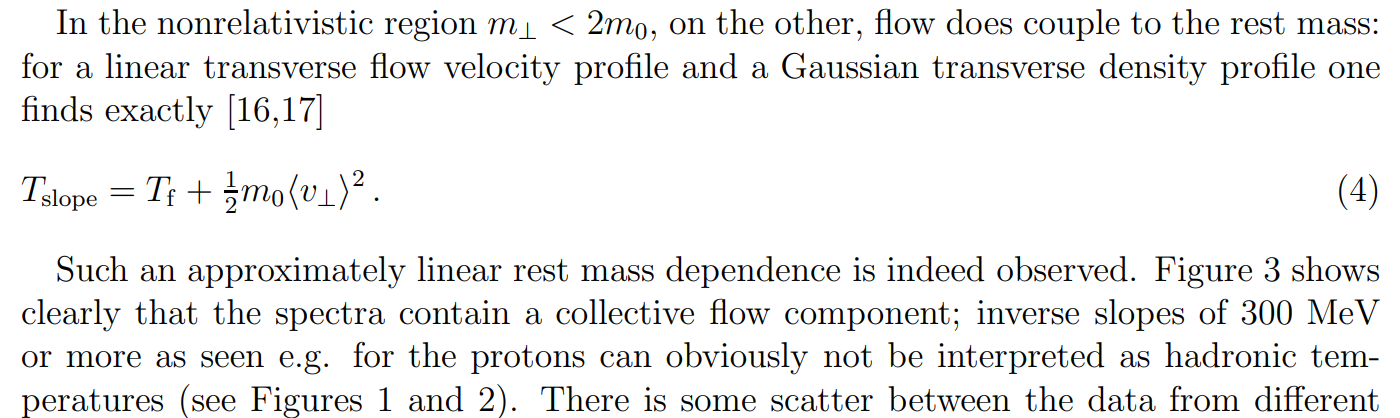 In the nonrelativistic region m⊥ < 2m₀, on the other, flow does couple to the rest mass:
for a linear transverse flow velocity profile and a Gaussian transverse density profile one
finds exactly [16,17]
T_slope = T_f + ½m₀⟨v⊥⟩² . (4)
Such an approximately linear rest mass dependence is indeed observed. Figure 3 shows
clearly that the spectra contain a collective flow component; inverse slopes of 300 MeV
or more as seen e.g. for the protons can obviously not be interpreted as hadronic tem-
peratures (see Figures 1 and 2). There is some scatter between the data from different